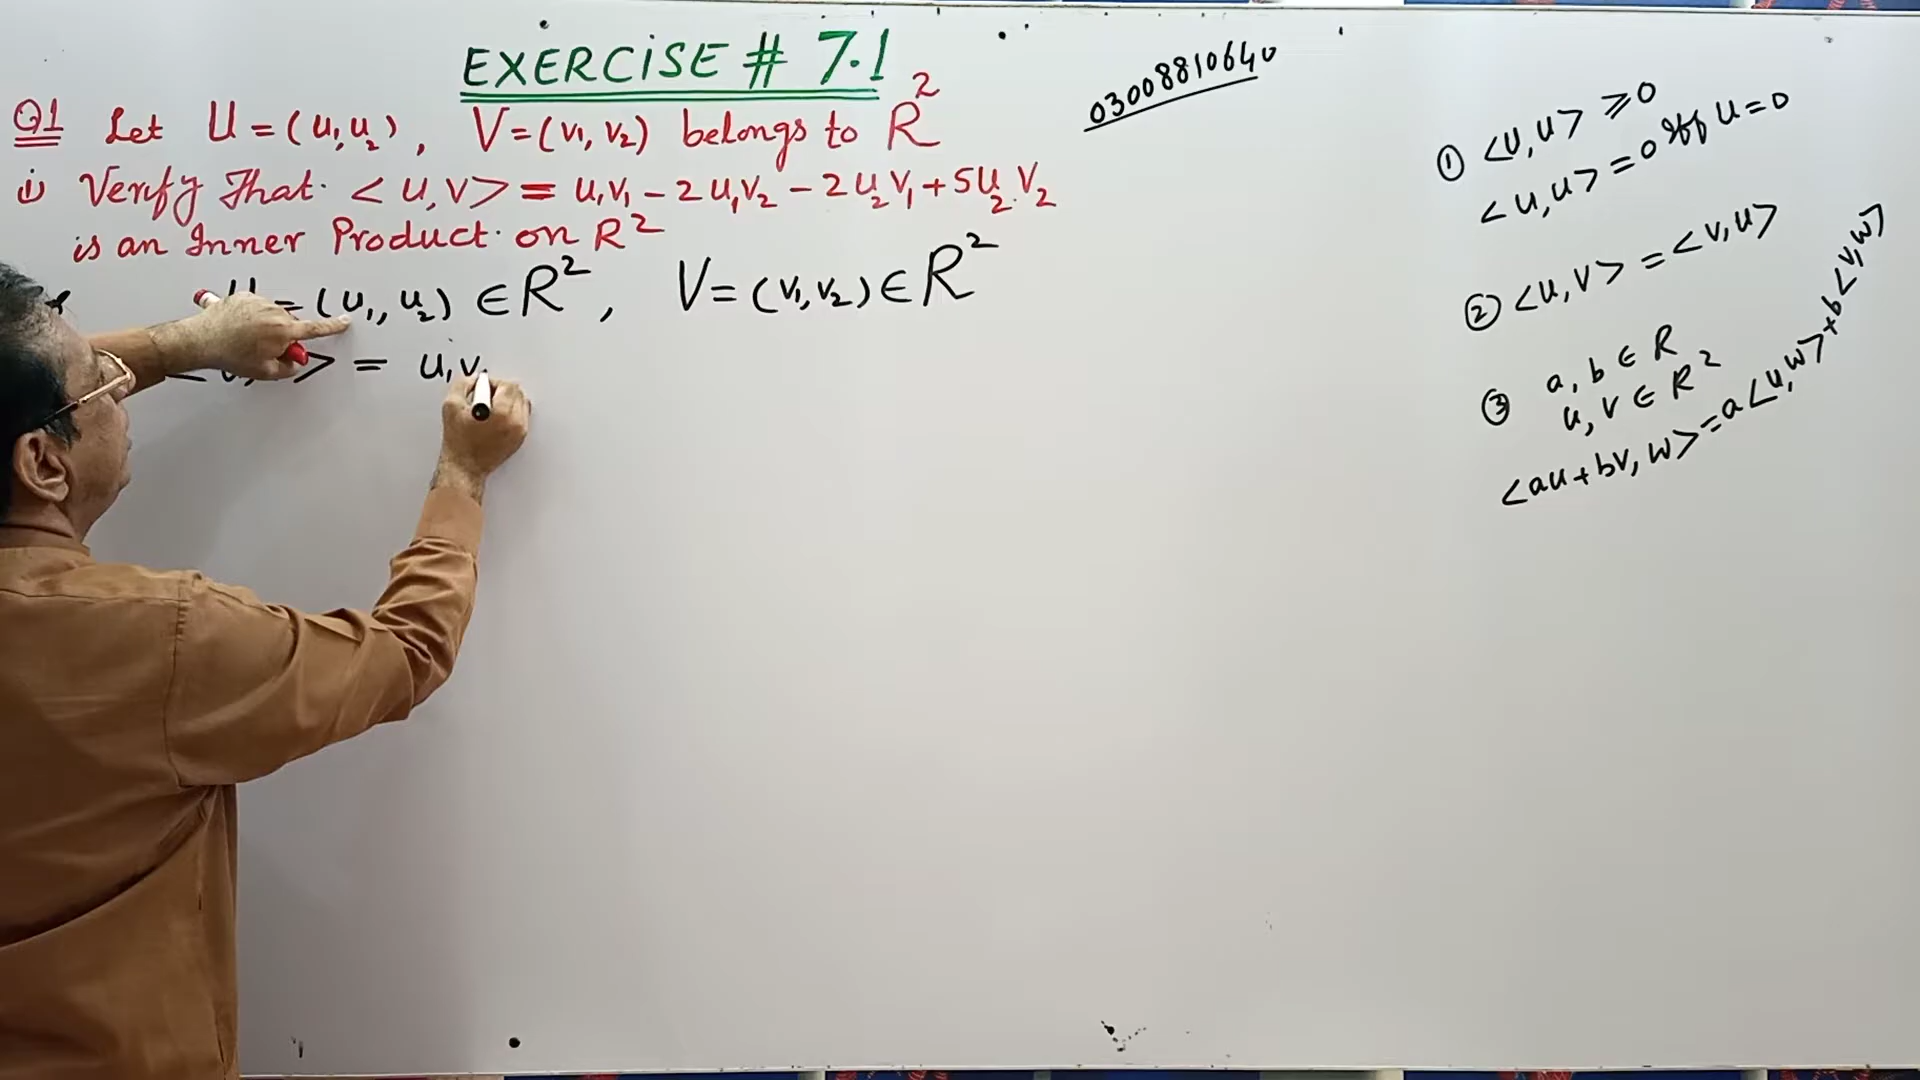 EXERCISE # 7.1
03008810640
Q1 Let U = (u₁u₂), V = (v₁, v₂) belongs to R²
i) Verify That <u,v> = u₁v₁ - 2u₁v₂ - 2u₂v₁ + 5u₂v₂
is an Inner Product on R²
= (u₁, u₂) ∈ R², V = (v₁, v₂) ∈ R²
> = u₁v
① <u,u> ≥ 0
<u,u> = 0 iff u = 0
② <u,v> = <v,u>
③ a, b ∈ R
u, v ∈ R²
<au+bv, w> = a<u,w> + b<v,w>